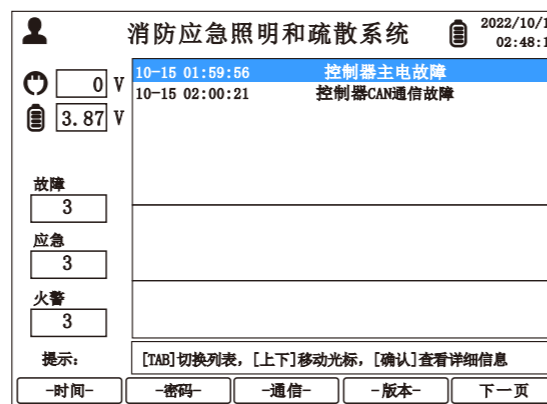 消防应急照明和疏散系统
2022/10/1
02:48:1
0 V
3.87 V
10-15 01:59:56 控制器主电故障
10-15 02:00:21 控制器CAN通信故障
故障
3
应急
3
火警
3
提示:
[TAB]切换列表，[上下]移动光标，[确认]查看详细信息
-时间-
-密码-
-通信-
-版本-
下一页